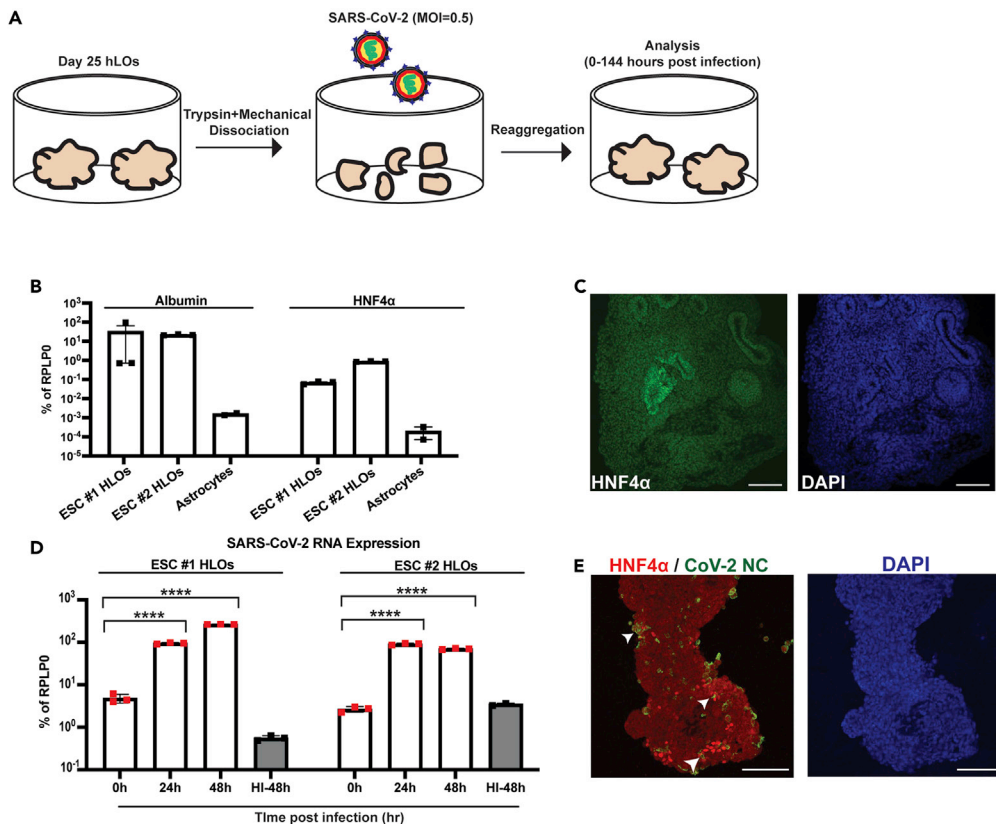 A
SARS-CoV-2 (MOI=0.5)
Day 25 hLOs
Trypsin+Mechanical
Dissociation
Reaggregation
Analysis
(0-144 hours post infection)
B
Albumin
HNF4α
% of RPLP0
10³
10²
10¹
10⁰
10⁻¹
10⁻²
10⁻³
10⁻⁴
10⁻⁵
ESC #1 HLOs
ESC #2 HLOs
Astrocytes
ESC #1 HLOs
ESC #2 HLOs
Astrocytes
C
HNF4α
DAPI
D
SARS-CoV-2 RNA Expression
ESC #1 HLOs
ESC #2 HLOs
% of RPLP0
10³
10²
10¹
10⁰
10⁻¹
****
****
****
****
0h 24h 48h HI-48h 0h 24h 48h HI-48h
TIme post infection (hr)
E
HNF4α / CoV-2 NC
DAPI